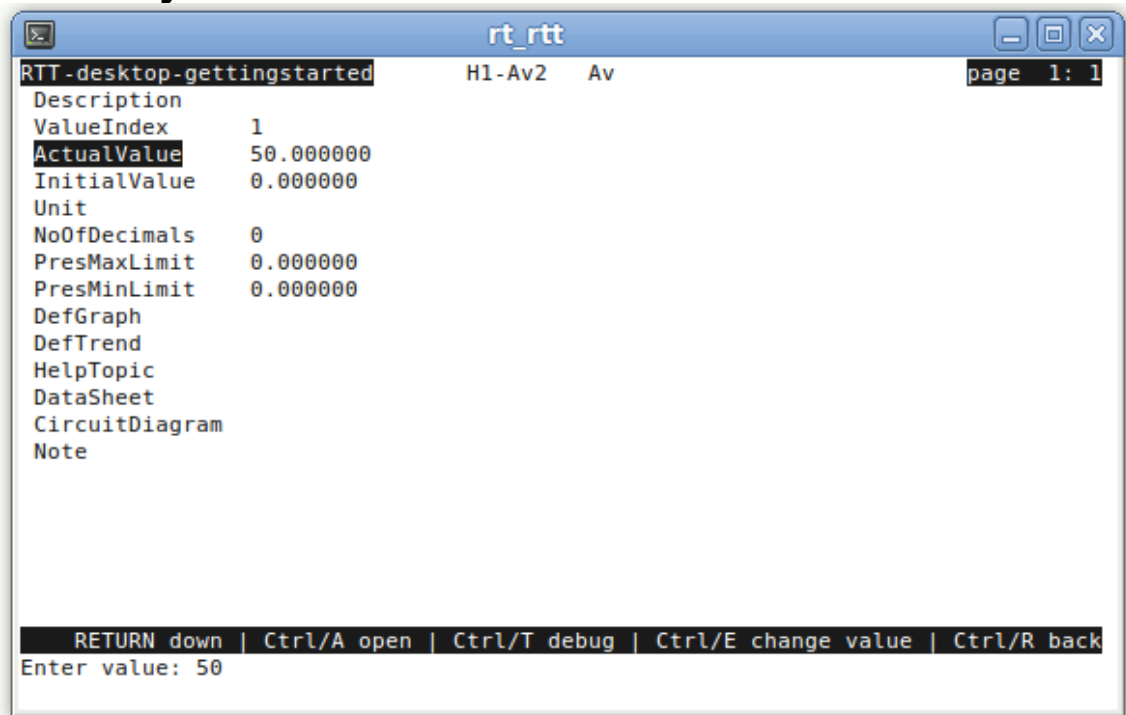 rt_rtt
RTT-desktop-gettingstarted H1-Av2 Av page 1: 1
Description
ValueIndex 1
ActualValue 50.000000
InitialValue 0.000000
Unit
NoOfDecimals 0
PresMaxLimit 0.000000
PresMinLimit 0.000000
DefGraph
DefTrend
HelpTopic
DataSheet
CircuitDiagram
Note
RETURN down | Ctrl/A open | Ctrl/T debug | Ctrl/E change value | Ctrl/R back
Enter value: 50